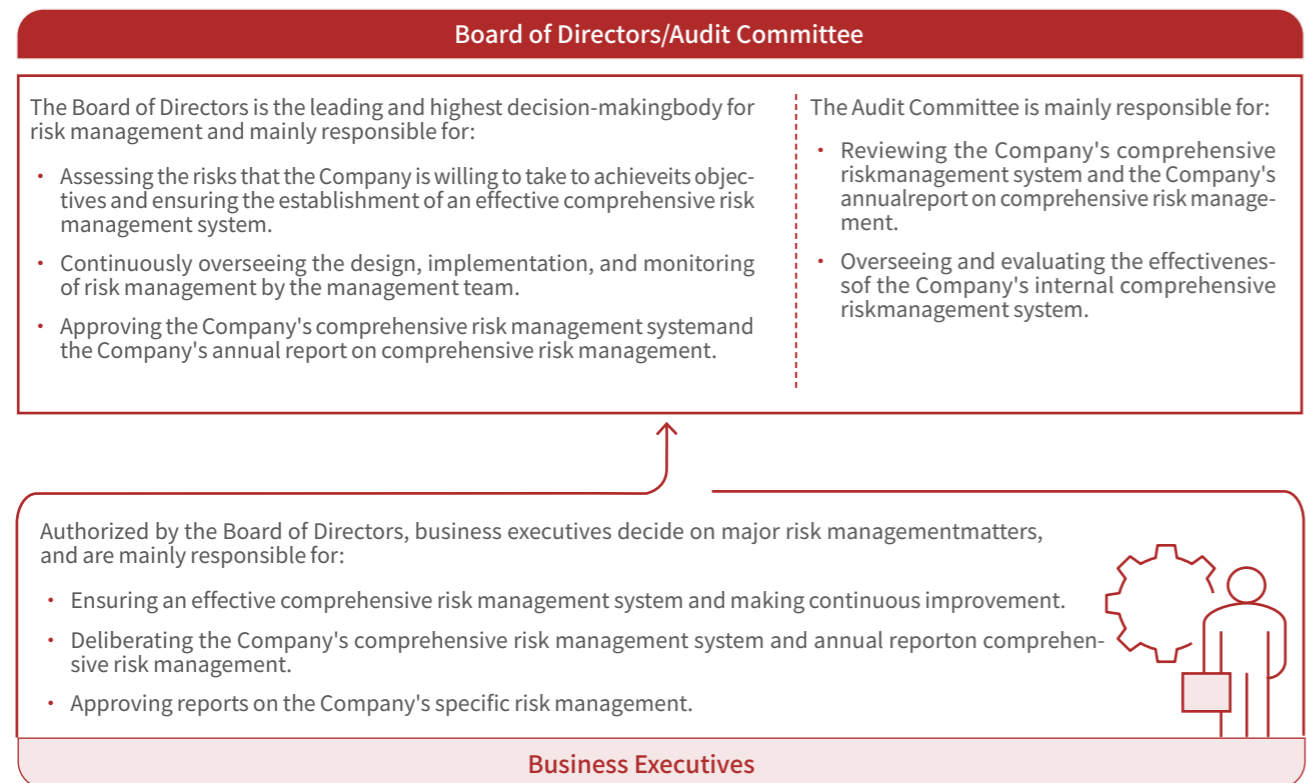 Board of Directors/Audit Committee
The Board of Directors is the leading and highest decision-makingbody for
risk management and mainly responsible for:
• Assessing the risks that the Company is willing to take to achieveits objec-
tives and ensuring the establishment of an effective comprehensive risk
management system.
• Continuously overseeing the design, implementation, and monitoring
of risk management by the management team.
• Approving the Company's comprehensive risk management systemand
the Company's annual report on comprehensive risk management.
The Audit Committee is mainly responsible for:
• Reviewing the Company's comprehensive
riskmanagement system and the Company's
annualreport on comprehensive risk manage-
ment.
• Overseeing and evaluating the effectivenes-
sof the Company's internal comprehensive
riskmanagement system.
Authorized by the Board of Directors, business executives decide on major risk managementmatters,
and are mainly responsible for:
• Ensuring an effective comprehensive risk management system and making continuous improvement.
• Deliberating the Company's comprehensive risk management system and annual reporton comprehen-
sive risk management.
• Approving reports on the Company's specific risk management.
Business Executives